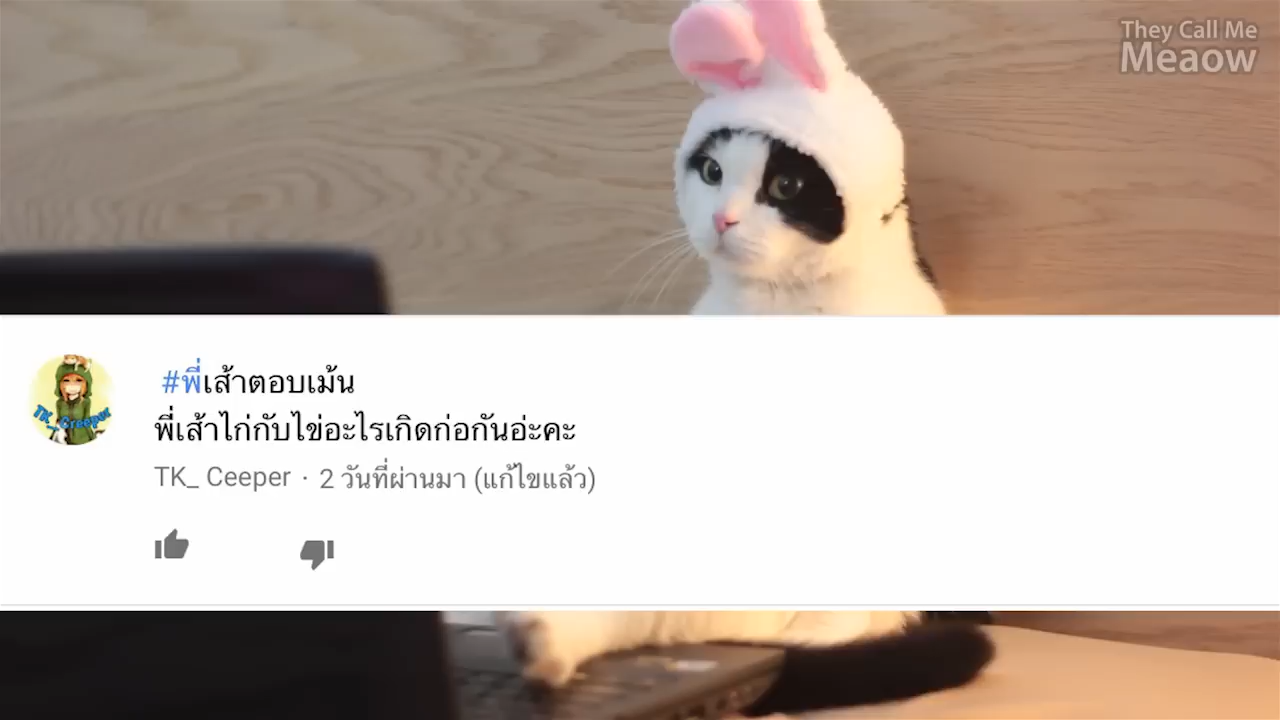 They Call Me
Meaow
#พี่เส้าตอบเม้น
พี่เส้าไก่กับไข่อะไรเกิดก่อกันอ่ะคะ
TK_ Ceeper · 2 วันที่ผ่านมา (แก้ไขแล้ว)
TK_Creeper